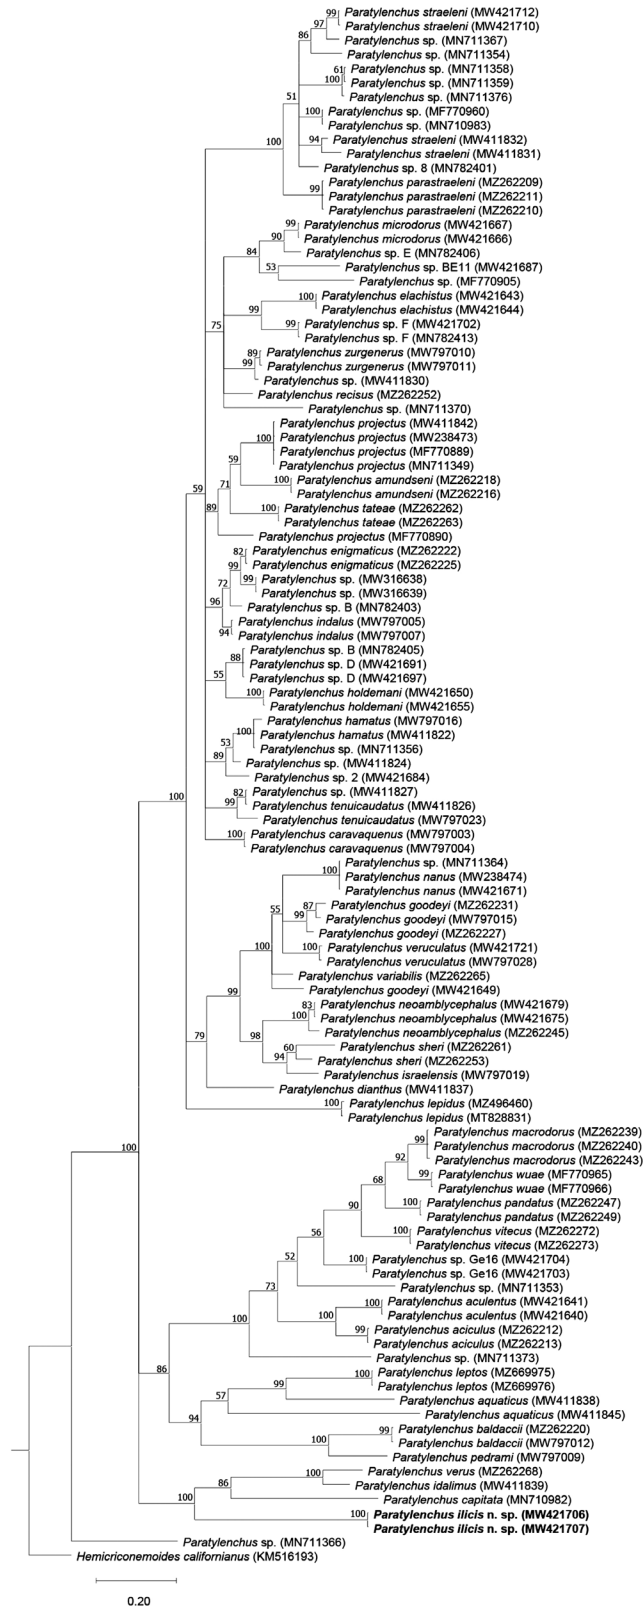 Paratylenchus straeleni (MW421712)
99
Paratylenchus straeleni (MW421710)
97
Paratylenchus sp. (MN711367)
86
Paratylenchus sp. (MN711354)
61
Paratylenchus sp. (MN711358)
100
Paratylenchus sp. (MN711359)
Paratylenchus sp. (MN711376)
51
100
Paratylenchus sp. (MF770960)
Paratylenchus sp. (MN710983)
94
Paratylenchus straeleni (MW411832)
100
Paratylenchus straeleni (MW411831)
Paratylenchus sp. 8 (MN782401)
Paratylenchus parastraeleni (MZ262209)
99
Paratylenchus parastraeleni (MZ262211)
Paratylenchus parastraeleni (MZ262210)
99
Paratylenchus microdorus (MW421667)
90
Paratylenchus microdorus (MW421666)
84
Paratylenchus sp. E (MN782406)
53
Paratylenchus sp. BE11 (MW421687)
Paratylenchus sp. (MF770905)
100
Paratylenchus elachistus (MW421643)
99
Paratylenchus elachistus (MW421644)
99
Paratylenchus sp. F (MW421702)
75
Paratylenchus sp. F (MN782413)
89
Paratylenchus zurgenerus (MW797010)
99
Paratylenchus zurgenerus (MW797011)
Paratylenchus sp. (MW411830)
Paratylenchus recisus (MZ262252)
Paratylenchus sp. (MN711370)
Paratylenchus projectus (MW411842)
100
Paratylenchus projectus (MW238473)
Paratylenchus projectus (MF770889)
59
Paratylenchus projectus (MN711349)
100
Paratylenchus amundseni (MZ262218)
71
Paratylenchus amundseni (MZ262216)
59
89
100
Paratylenchus tateae (MZ262262)
Paratylenchus tateae (MZ262263)
Paratylenchus projectus (MF770890)
82
Paratylenchus enigmaticus (MZ262222)
99
Paratylenchus enigmaticus (MZ262225)
72
99
Paratylenchus sp. (MW316638)
Paratylenchus sp. (MW316639)
96
Paratylenchus sp. B (MN782403)
Paratylenchus indalus (MW797005)
94
Paratylenchus indalus (MW797007)
88
Paratylenchus sp. B (MN782405)
55
Paratylenchus sp. D (MW421691)
Paratylenchus sp. D (MW421697)
100
Paratylenchus holdemani (MW421650)
Paratylenchus holdemani (MW421655)
Paratylenchus hamatus (MW797016)
100
Paratylenchus hamatus (MW411822)
53
Paratylenchus sp. (MN711356)
89
Paratylenchus sp. (MW411824)
Paratylenchus sp. 2 (MW421684)
82
Paratylenchus sp. (MW411827)
99
Paratylenchus tenuicaudatus (MW411826)
100
Paratylenchus tenuicaudatus (MW797023)
100
Paratylenchus caravaquenus (MW797003)
Paratylenchus caravaquenus (MW797004)
Paratylenchus sp. (MN711364)
100
Paratylenchus nanus (MW238474)
Paratylenchus nanus (MW421671)
55
87
Paratylenchus goodeyi (MZ262231)
99
Paratylenchus goodeyi (MW797015)
Paratylenchus goodeyi (MZ262227)
100
100
Paratylenchus veruculatus (MW421721)
Paratylenchus veruculatus (MW797028)
Paratylenchus variabilis (MZ262265)
99
Paratylenchus goodeyi (MW421649)
83
Paratylenchus neoamblycephalus (MW421679)
100
Paratylenchus neoamblycephalus (MW421675)
79
98
Paratylenchus neoamblycephalus (MZ262245)
60
Paratylenchus sheri (MZ262261)
94
Paratylenchus sheri (MZ262253)
Paratylenchus israelensis (MW797019)
Paratylenchus dianthus (MW411837)
100
Paratylenchus lepidus (MZ496460)
Paratylenchus lepidus (MT828831)
Paratylenchus macrodorus (MZ262239)
99
Paratylenchus macrodorus (MZ262240)
100
92
Paratylenchus macrodorus (MZ262243)
99
Paratylenchus wuae (MF770965)
68
Paratylenchus wuae (MF770966)
100
Paratylenchus pandatus (MZ262247)
90
Paratylenchus pandatus (MZ262249)
100
Paratylenchus vitecus (MZ262272)
56
Paratylenchus vitecus (MZ262273)
52
100
Paratylenchus sp. Ge16 (MW421704)
Paratylenchus sp. Ge16 (MW421703)
73
Paratylenchus sp. (MN711353)
100
Paratylenchus aculentus (MW421641)
100
100
Paratylenchus aculentus (MW421640)
99
Paratylenchus aciculus (MZ262212)
Paratylenchus aciculus (MZ262213)
Paratylenchus sp. (MN711373)
86
100
Paratylenchus leptos (MZ669975)
99
Paratylenchus leptos (MZ669976)
57
Paratylenchus aquaticus (MW411838)
94
Paratylenchus aquaticus (MW411845)
99
Paratylenchus baldaccii (MZ262220)
100
Paratylenchus baldaccii (MW797012)
Paratylenchus pedrami (MW797009)
100
Paratylenchus verus (MZ262268)
86
Paratylenchus idalimus (MW411839)
100
Paratylenchus capitata (MN710982)
100
Paratylenchus ilicis n. sp. (MW421706)
Paratylenchus ilicis n. sp. (MW421707)
Paratylenchus sp. (MN711366)
Hemicriconemoides californianus (KM516193)
0.20